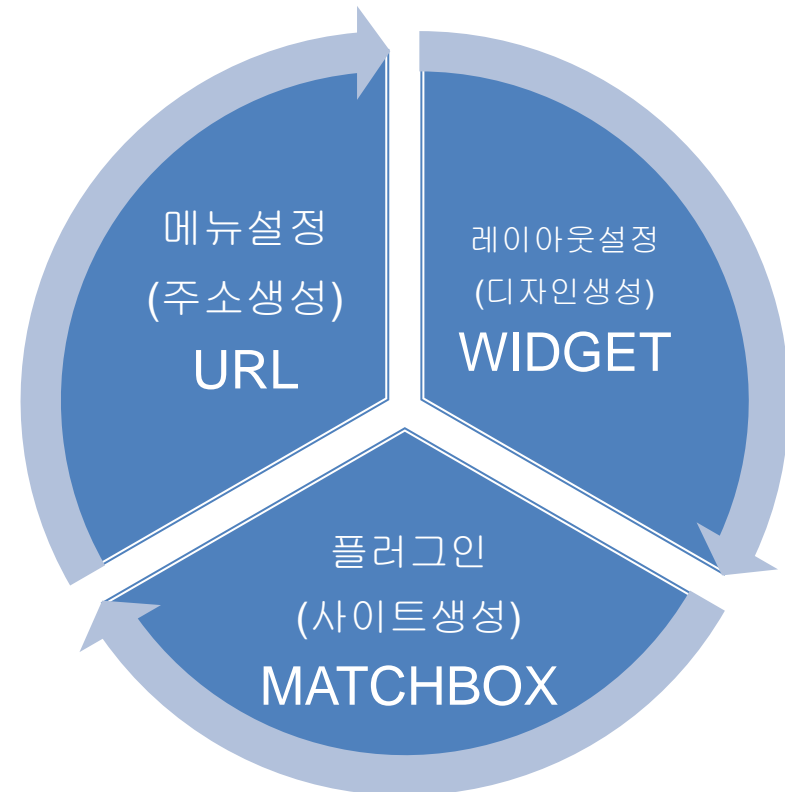 메뉴설정
(주소생성)
URL
레이아웃설정
(디자인생성)
WIDGET
플러그인
(사이트생성)
MATCHBOX